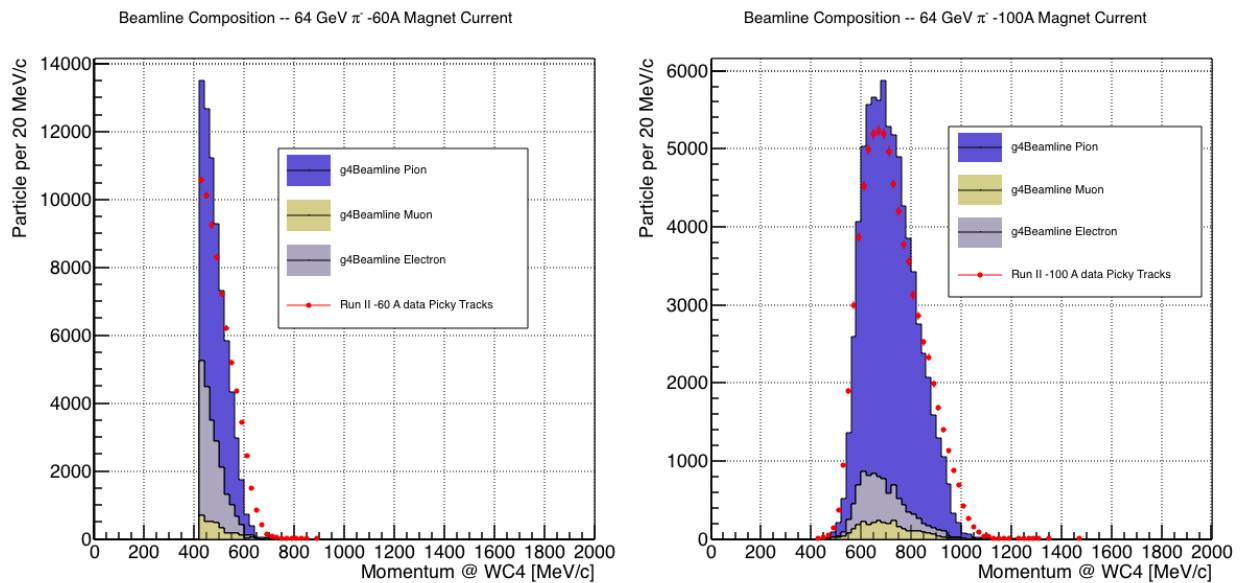 Beamline Composition -- 64 GeV π⁻ -60A Magnet Current
Particle per 20 MeV/c
14000
12000
10000
8000
6000
4000
2000
0
0 200 400 600 800 1000 1200 1400 1600 1800 2000
Momentum @ WC4 [MeV/c]
g4Beamline Pion
g4Beamline Muon
g4Beamline Electron
Run II -60 A data Picky Tracks
Beamline Composition -- 64 GeV π⁻ -100A Magnet Current
Particle per 20 MeV/c
6000
5000
4000
3000
2000
1000
0
0 200 400 600 800 1000 1200 1400 1600 1800 2000
Momentum @ WC4 [MeV/c]
g4Beamline Pion
g4Beamline Muon
g4Beamline Electron
Run II -100 A data Picky Tracks